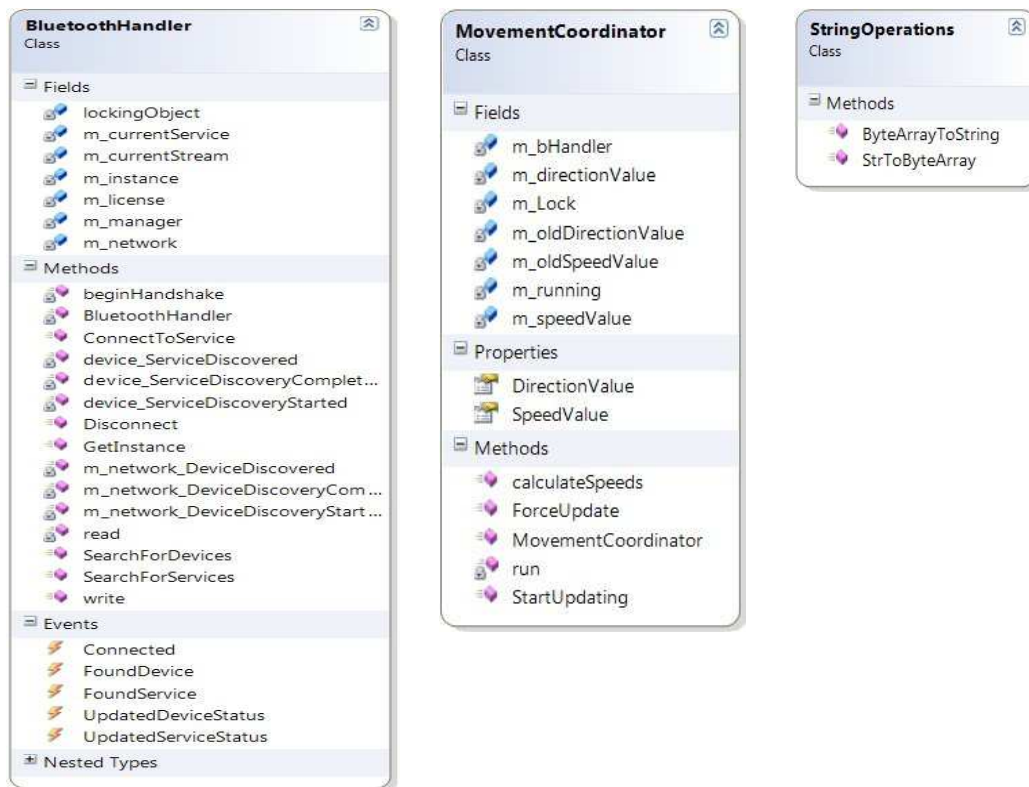 BluetoothHandler
Class
Fields
lockingObject
m_currentService
m_currentStream
m_instance
m_license
m_manager
m_network
Methods
beginHandshake
BluetoothHandler
ConnectToService
device_ServiceDiscovered
device_ServiceDiscoveryComplet...
device_ServiceDiscoveryStarted
Disconnect
GetInstance
m_network_DeviceDiscovered
m_network_DeviceDiscoveryCom ...
m_network_DeviceDiscoveryStart ...
read
SearchForDevices
SearchForServices
write
Events
Connected
FoundDevice
FoundService
UpdatedDeviceStatus
UpdatedServiceStatus
Nested Types
MovementCoordinator
Class
Fields
m_bHandler
m_directionValue
m_Lock
m_oldDirectionValue
m_oldSpeedValue
m_running
m_speedValue
Properties
DirectionValue
SpeedValue
Methods
calculateSpeeds
ForceUpdate
MovementCoordinator
run
StartUpdating
StringOperations
Class
Methods
ByteArrayToString
StrToByteArray